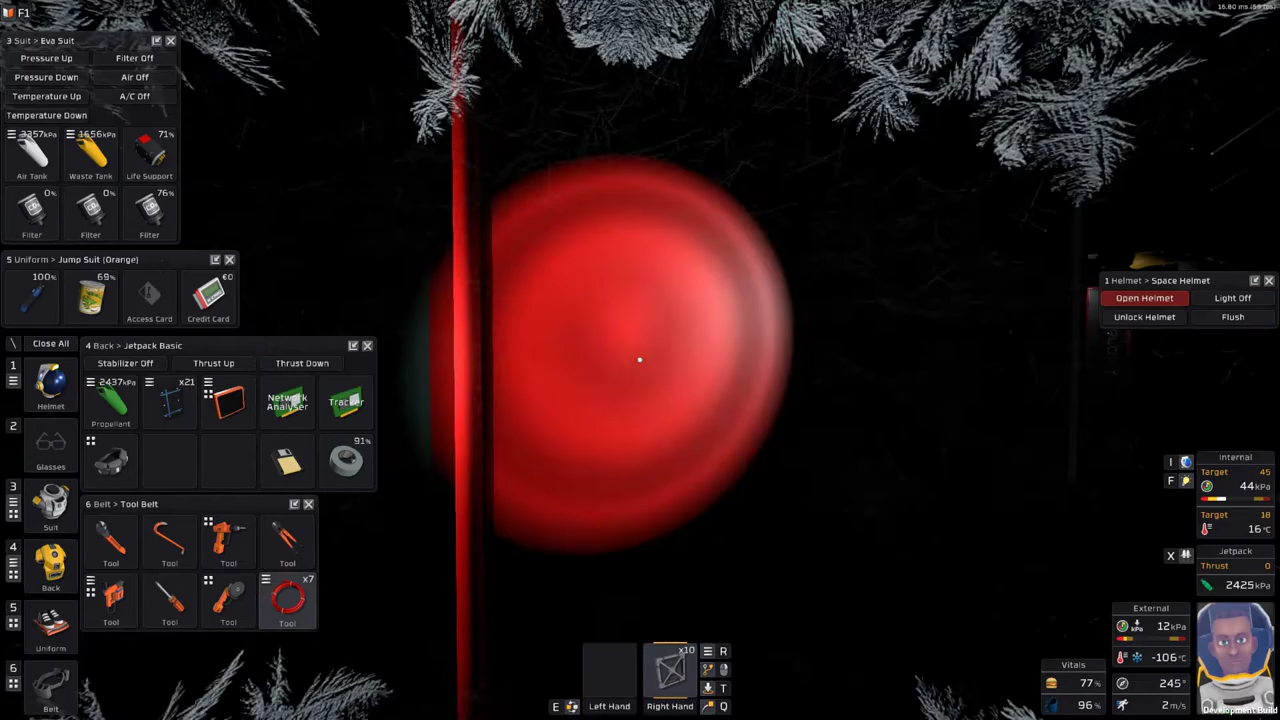 F1
16.80 ms
3 Suit > Eva Suit
Pressure Up
Filter Off
Pressure Down
Air Off
Temperature Up
A/C Off
Temperature Down
3357kPa
1656kPa
71%
Air Tank
Waste Tank
Life Support
0%
0%
76%
Filter
Filter
Filter
5 Uniform > Jump Suit (Orange)
100%
69%
€0
Access Card
Credit Card
Close All
1
Helmet
2
Glasses
3
Suit
4
Back
5
Uniform
6
Belt
4 Back > Jetpack Basic
Stabilizer Off
Thrust Up
Thrust Down
2437kPa
x21
Network
Analyser
Tracker
Propellant
91%
6 Belt > Tool Belt
Tool
Tool
Tool
Tool
x7
Tool
Tool
Tool
Tool
1 Helmet > Space Helmet
Open Helmet
Light Off
Unlock Helmet
Flush
Internal
I
Target 45
F
44kPa
Target 18
16°C
Jetpack
X
Thrust 0
2425kPa
External
kPa
12kPa
-106°C
Vitals
77%
245°
96%
2m/s
Development Build
x10
R
T
E
Left Hand
Right Hand
Q